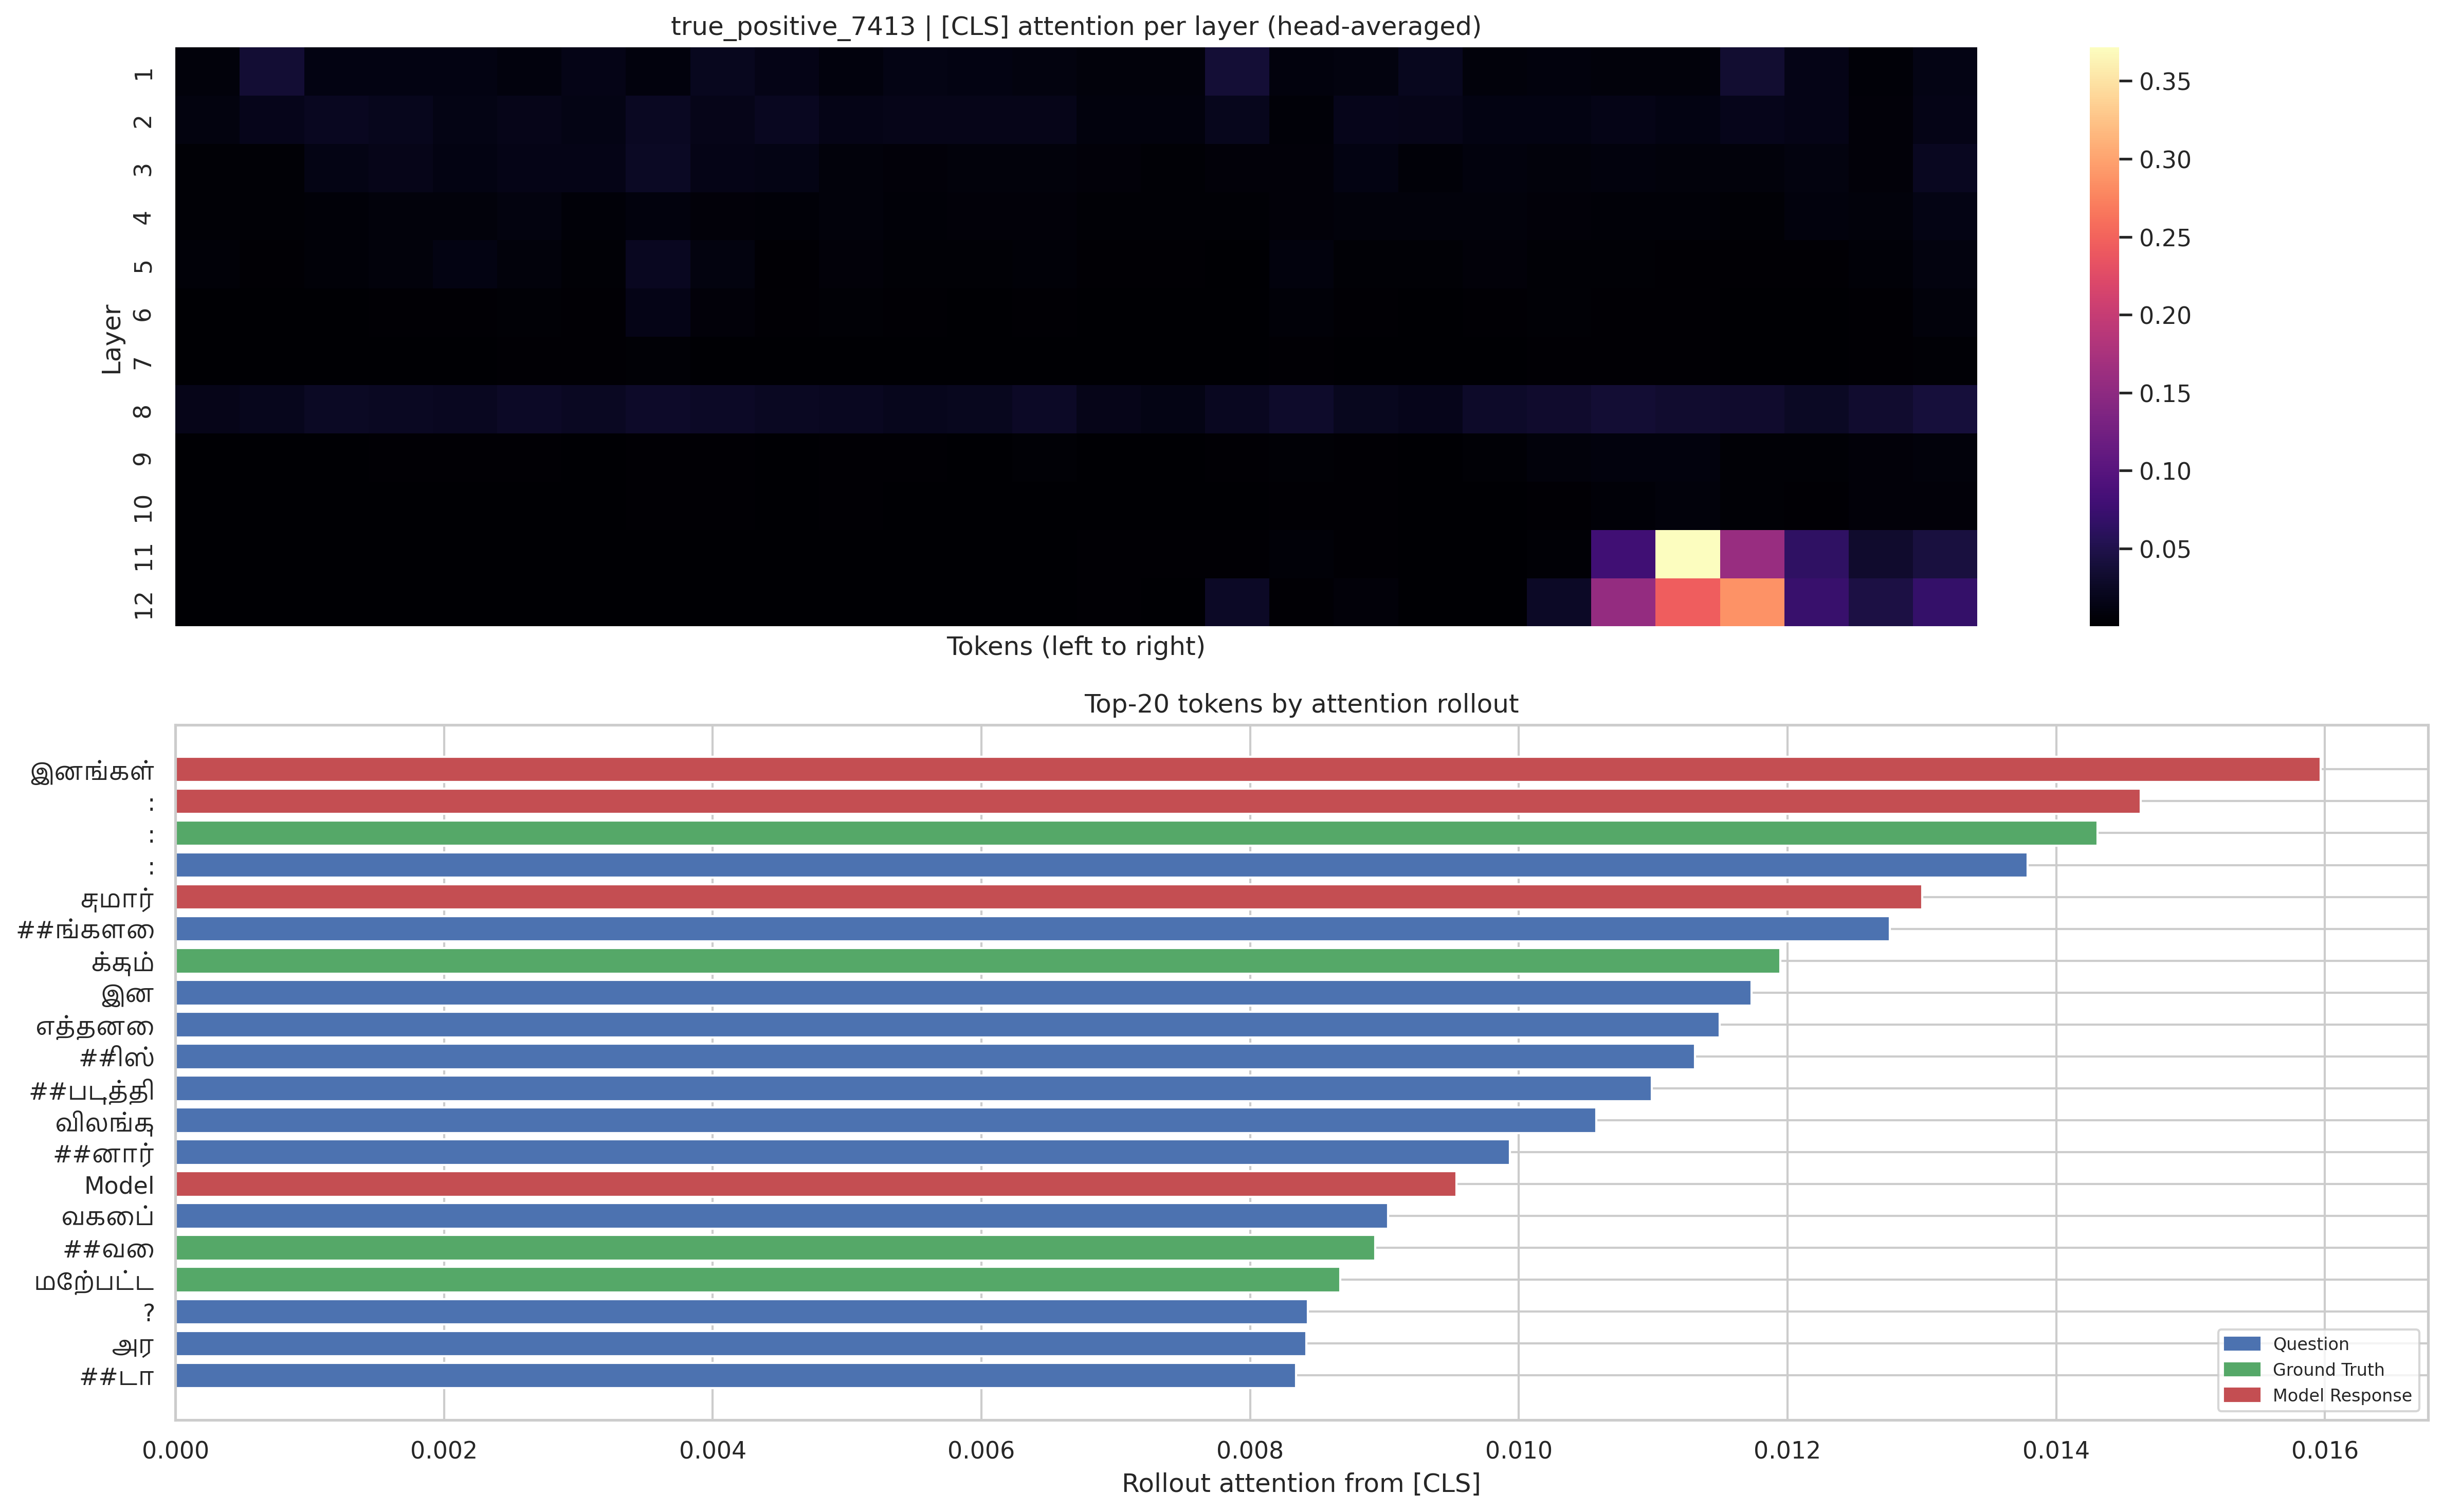 true_positive_7413 | [CLS] attention per layer (head-averaged)
Layer
1
2
3
4
5
6
7
8
9
10
11
12
0.35
0.30
0.25
0.20
0.15
0.10
0.05
Tokens (left to right)
Top-20 tokens by attention rollout
இனங்கள்
:
:
:
சுமார்
##ங்களை
க்கும்
இன
எத்தனை
##ிஸ்
##படுத்தி
விலங்கு
##னார்
Model
வகைப்
##வை
மேற்பட்ட
?
அர
##டா
Question
Ground Truth
Model Response
0.000 0.002 0.004 0.006 0.008 0.010 0.012 0.014 0.016
Rollout attention from [CLS]